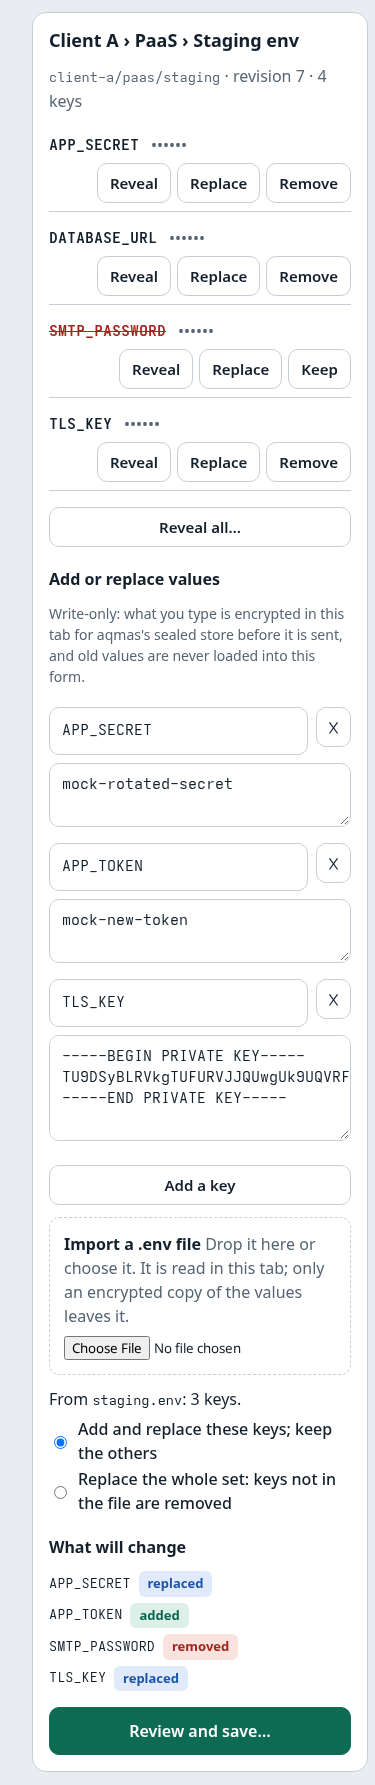 Client A › PaaS › Staging env
client-a/paas/staging · revision 7 · 4
keys
APP_SECRET ••••••
Reveal Replace Remove
DATABASE_URL ••••••
Reveal Replace Remove
SMTP_PASSWORD ••••••
Reveal Replace Keep
TLS_KEY ••••••
Reveal Replace Remove
Reveal all…
Add or replace values
Write-only: what you type is encrypted in this
tab for aqmas's sealed store before it is sent,
and old values are never loaded into this
form.
APP_SECRET X
mock-rotated-secret
APP_TOKEN X
mock-new-token
TLS_KEY X
-----BEGIN PRIVATE KEY-----
TU9DSyBLRVkgTUFURVJJQUwgUk9UQVRF
-----END PRIVATE KEY-----
Add a key
Import a .env file Drop it here or
choose it. It is read in this tab; only
an encrypted copy of the values
leaves it.
Choose File No file chosen
From staging.env: 3 keys.
Add and replace these keys; keep
the others
Replace the whole set: keys not in
the file are removed
What will change
APP_SECRET replaced
APP_TOKEN added
SMTP_PASSWORD removed
TLS_KEY replaced
Review and save…